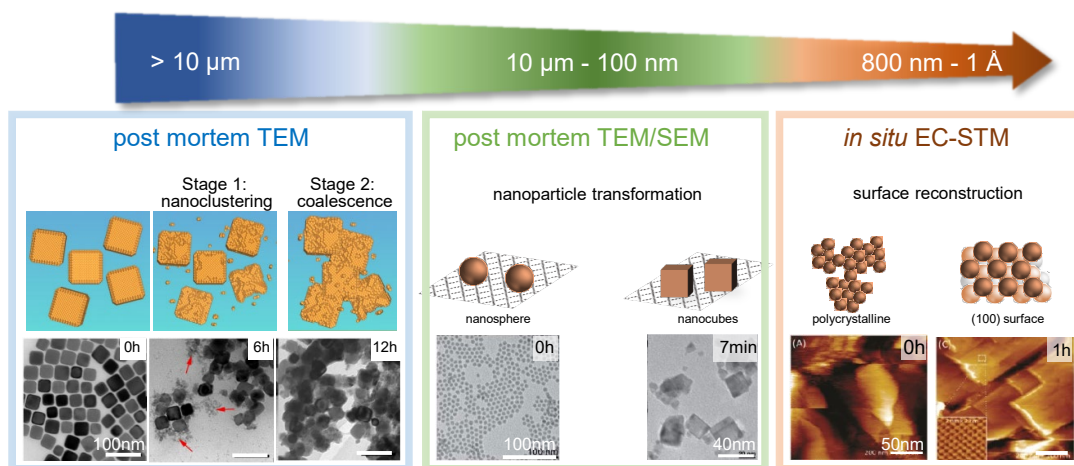 > 10 µm
10 µm - 100 nm
800 nm - 1 Å
post mortem TEM
post mortem TEM/SEM
in situ EC-STM
Stage 1:
nanoclustering
Stage 2:
coalescence
nanoparticle transformation
surface reconstruction
nanosphere
nanocubes
polycrystalline
(100) surface
0h
6h
12h
0h
7min
(A)
0h
(C)
1h
100nm
100nm
40nm
50nm